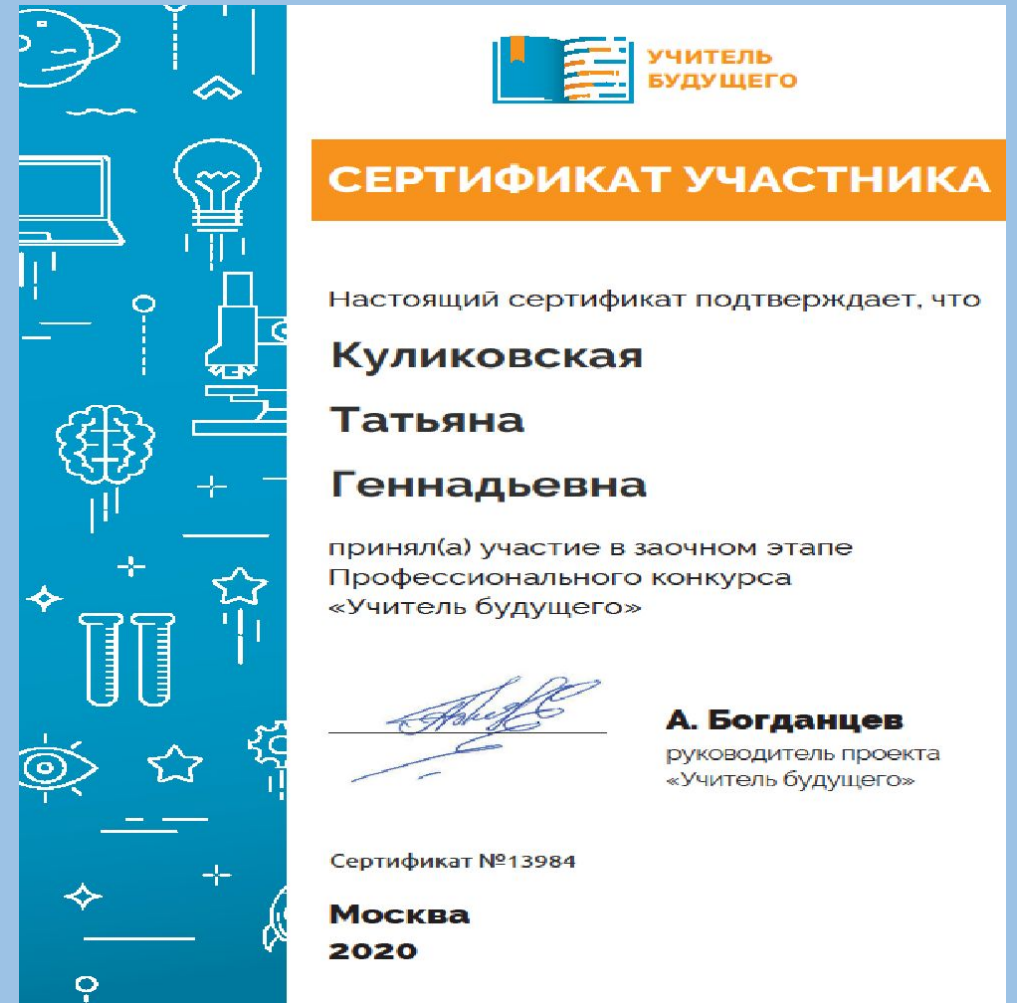 УЧИТЕЛЬ
БУДУЩЕГО
СЕРТИФИКАТ УЧАСТНИКА
Настоящий сертификат подтверждает, что
Куликовская
Татьяна
Геннадьевна
принял(а) участие в заочном этапе
Профессионального конкурса
«Учитель будущего»
А. Богданцев
руководитель проекта
«Учитель будущего»
Сертификат №13984
Москва
2020